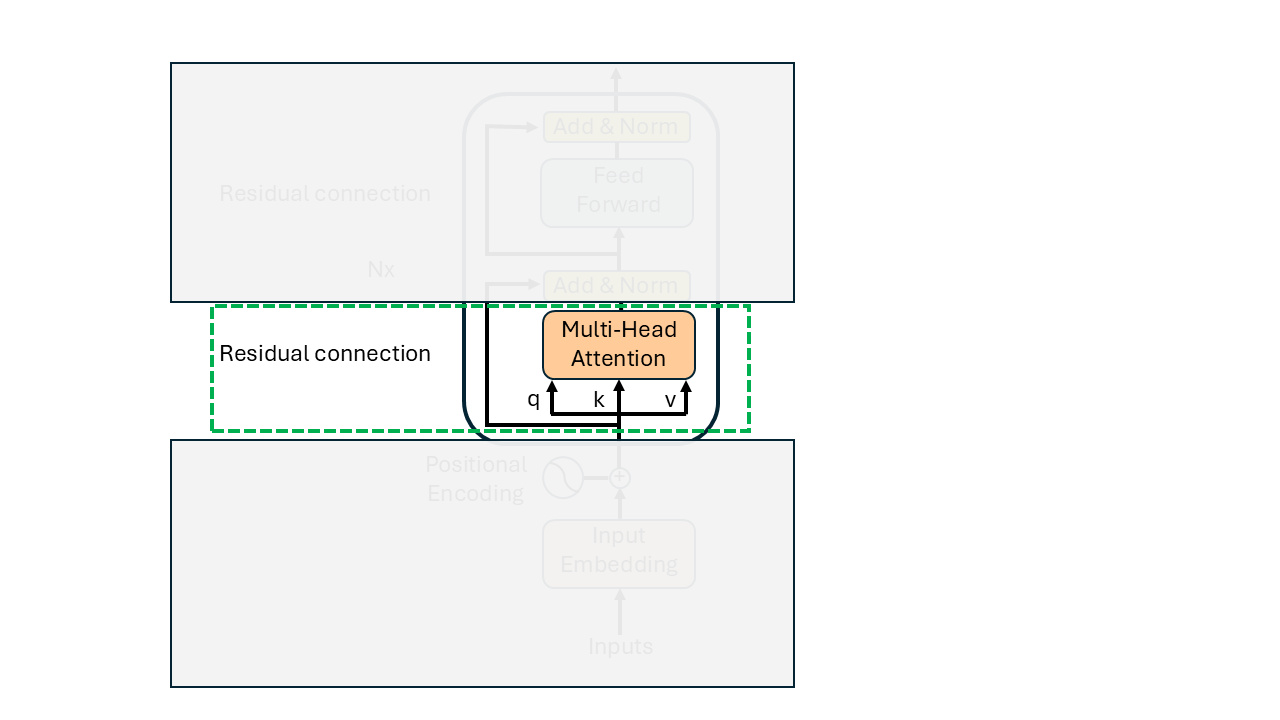 Add & Norm
Feed
Forward
Residual connection
Nx
Add & Norm
Multi-Head
Attention
Residual connection
q k v
Positional
Encoding
+
Input
Embedding
Inputs